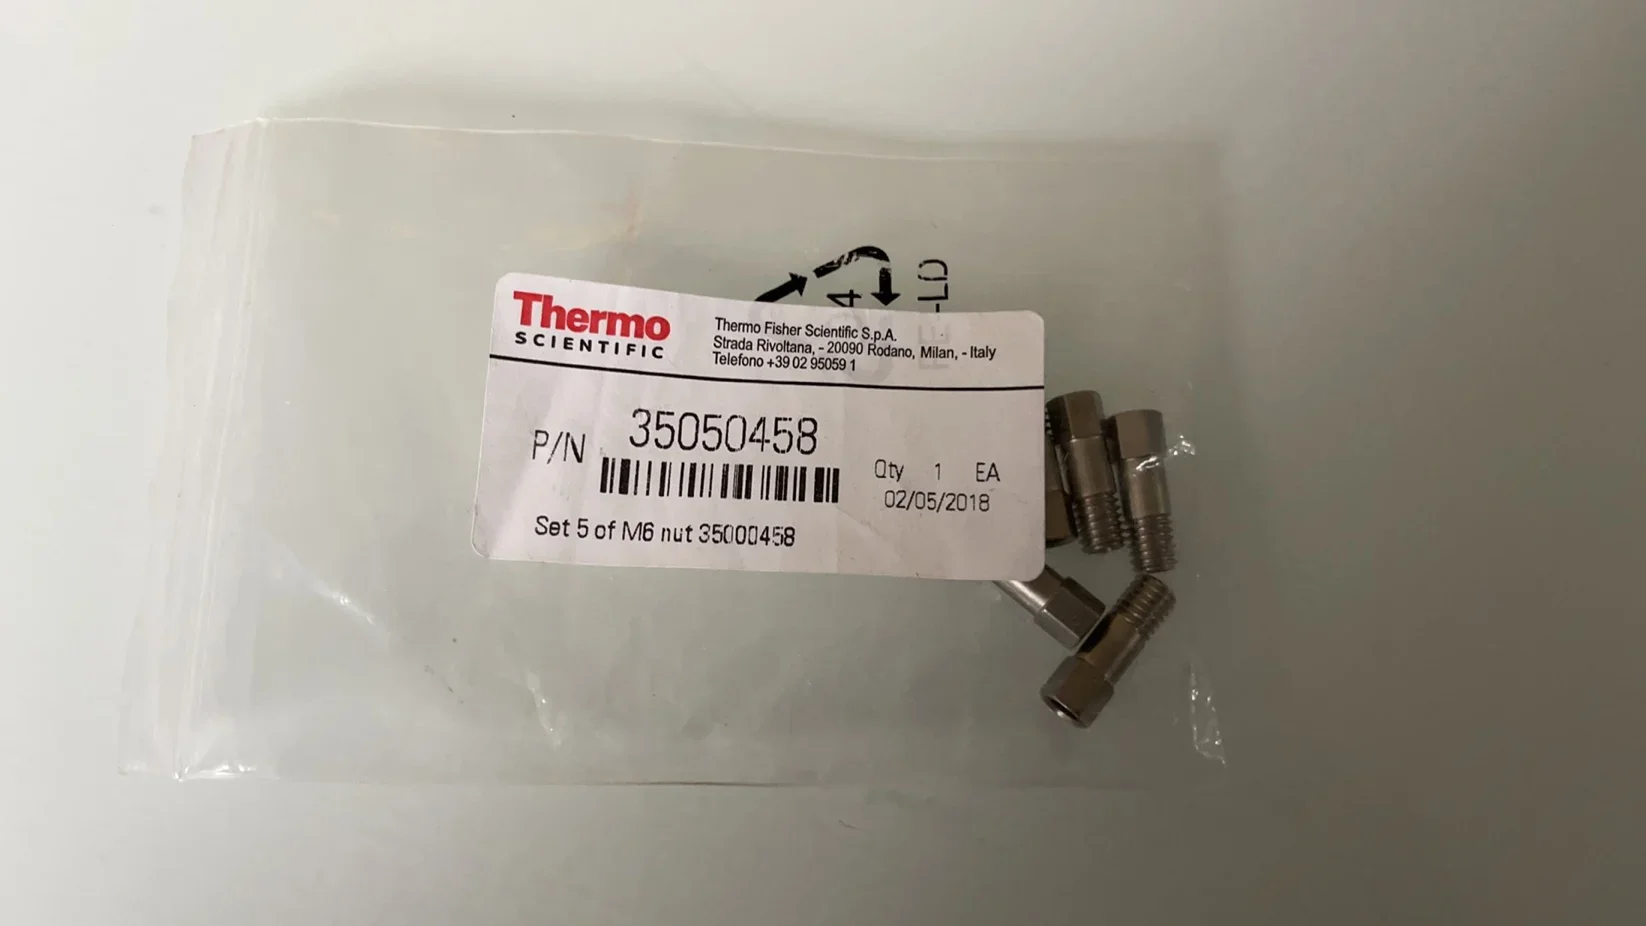 Thermo
SCIENTIFIC
Thermo Fisher Scientific S.p.A.
Strada Rivoltana, - 20090 Rodano, Milan, - Italy
Telefono +39 02 95059 1
P/N 35050458
Qty 1 EA
02/05/2018
Set 5 of M6 nut 35000458